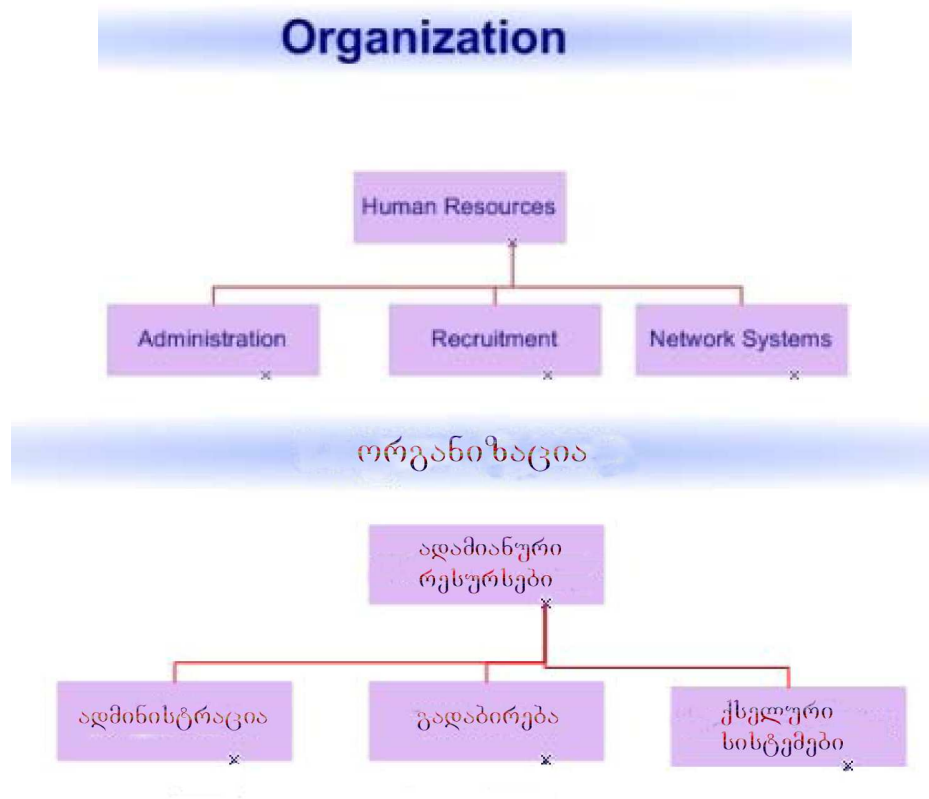 Organization
Human Resources
Administration
Recruitment
Network Systems
ორგანიზაცია
ადამიანური
რესურსები
ადმინისტრაცია
გადაბირება
ქსელური
სისტემები